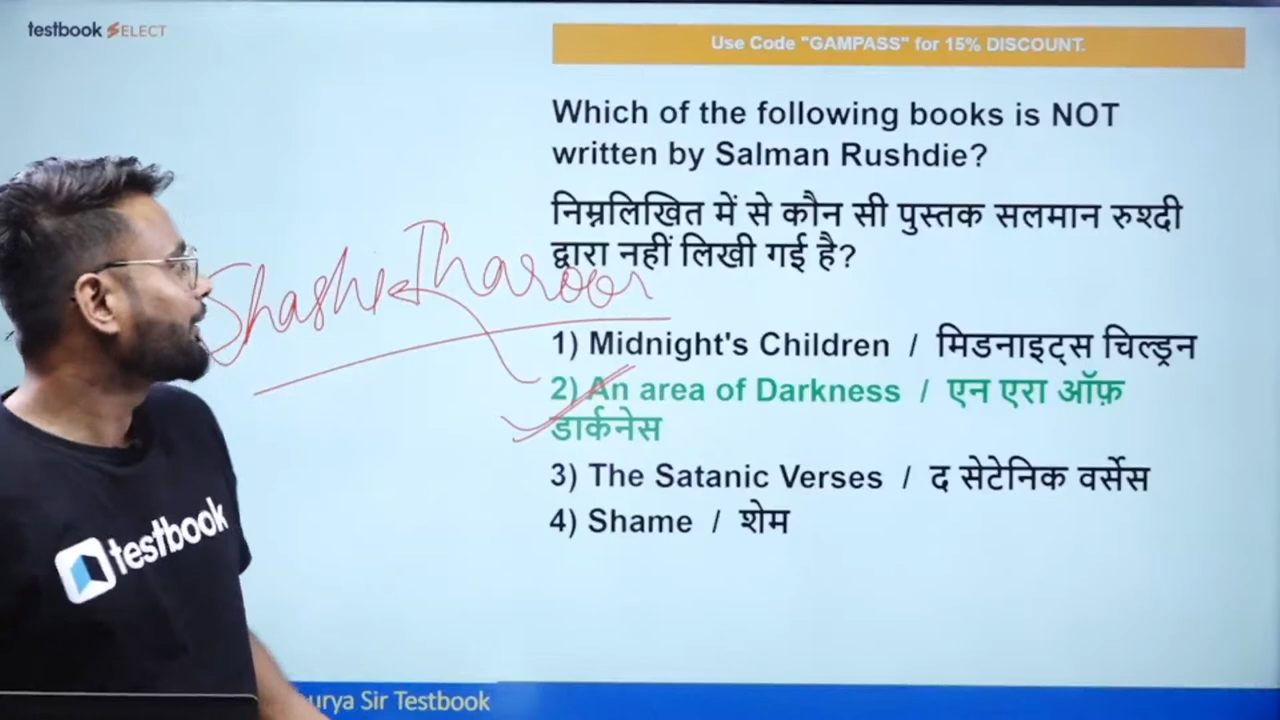 testbook SELECT
Use Code "GAMPASS" for 15% DISCOUNT.
Which of the following books is NOT
written by Salman Rushdie?
निम्नलिखित में से कौन सी पुस्तक सलमान रुश्दी
द्वारा नहीं लिखी गई है?
Shashi Tharoor
1) Midnight's Children / मिडनाइट्स चिल्ड्रन
2) An area of Darkness / एन एरा ऑफ़
डार्कनेस
3) The Satanic Verses / द सेटेनिक वर्सेस
4) Shame / शेम
testbook
urya Sir Testbook